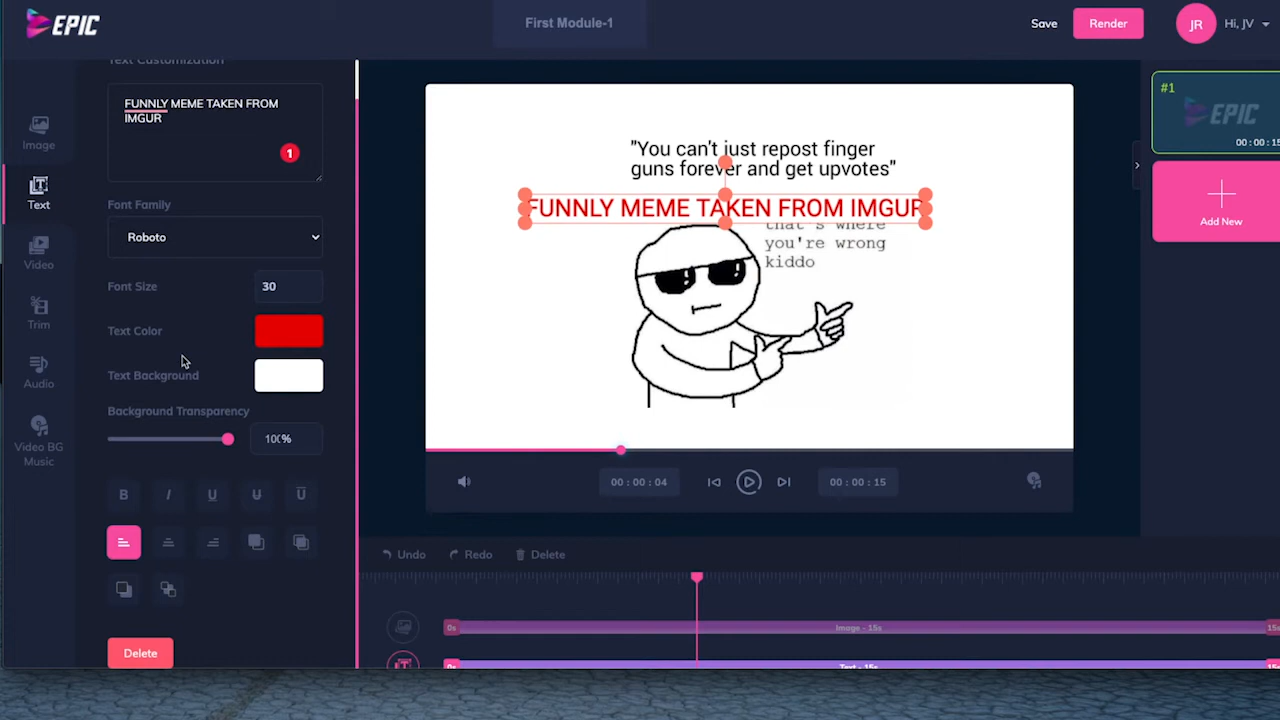 EPIC
First Module-1
Save
Render
JR
Hi, JV
Image
Text
Video
Trim
Audio
Video BG
Music
Text Customization
FUNNLY MEME TAKEN FROM
IMGUR
1
Font Family
Roboto
Font Size
30
Text Color
Text Background
Background Transparency
100%
B
I
U
U
U
Delete
"You can't just repost finger
guns forever and get upvotes"
FUNNLY MEME TAKEN FROM IMGUR
that's where
you're wrong
kiddo
00 : 00 : 04
00 : 00 : 15
#1
EPIC
00 : 00 : 15
Add New
Undo
Redo
Delete
0s
Image - 15s
15s
0s
Text - 15s
15s